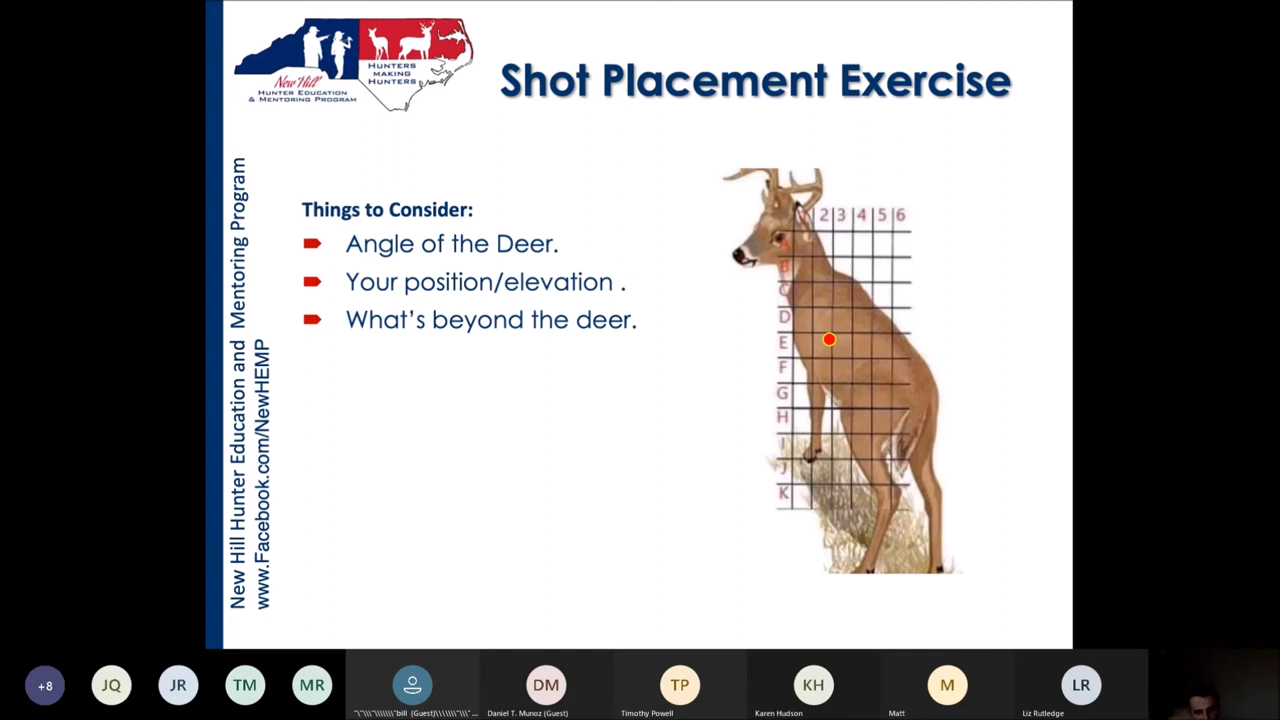 New Hill
HUNTER EDUCATION
& MENTORING PROGRAM
HUNTERS
MAKING
HUNTERS
Shot Placement Exercise
New Hill Hunter Education and Mentoring Program
www.Facebook.com/NewHEMP
Things to Consider:
Angle of the Deer.
Your position/elevation .
What's beyond the deer.
2 3 4 5 6
A
B
C
D
E
F
G
H
I
J
K
+8
JQ
JR
TM
MR
DM
TP
KH
M
LR
Daniel T. Munoz (Guest)
Timothy Powell
Karen Hudson
Matt
Liz Rutledge